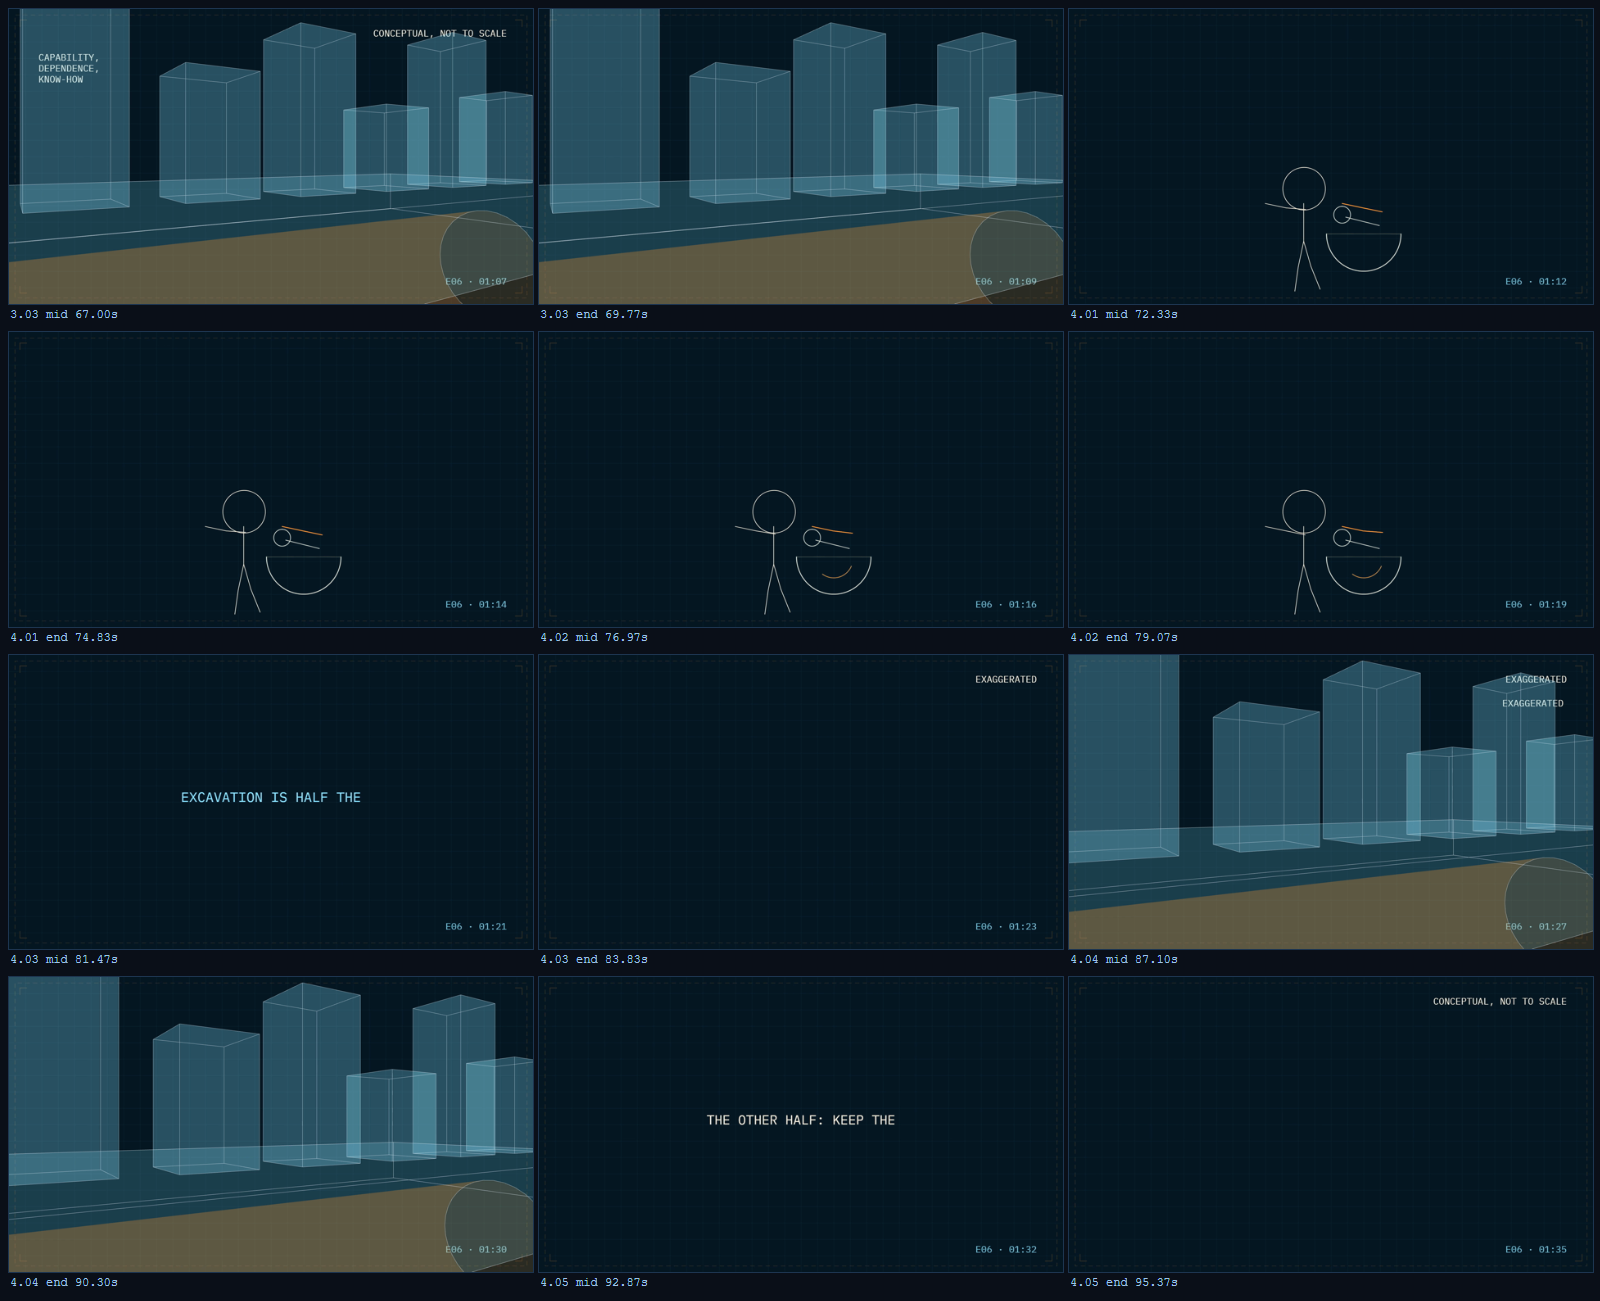 CAPABILITY,
DEPENDENCE,
KNOW-HOW
CONCEPTUAL, NOT TO SCALE
E06 · 01:07
3.03 mid 67.00s
E06 · 01:09
3.03 end 69.77s
E06 · 01:12
4.01 mid 72.33s
E06 · 01:14
4.01 end 74.83s
E06 · 01:16
4.02 mid 76.97s
E06 · 01:19
4.02 end 79.07s
EXCAVATION IS HALF THE
E06 · 01:21
4.03 mid 81.47s
EXAGGERATED
E06 · 01:23
4.03 end 83.83s
EXAGGERATED
EXAGGERATED
E06 · 01:27
4.04 mid 87.10s
E06 · 01:30
4.04 end 90.30s
THE OTHER HALF: KEEP THE
E06 · 01:32
4.05 mid 92.87s
CONCEPTUAL, NOT TO SCALE
E06 · 01:35
4.05 end 95.37s